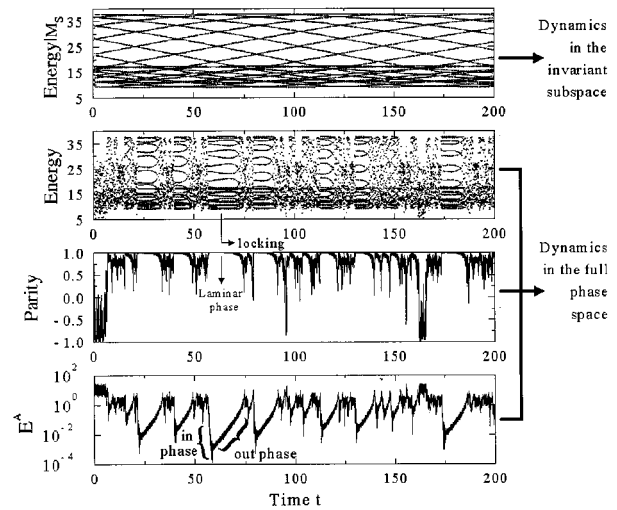 Energy|Ms
35
25
15
5
0 50 100 150 200
Dynamics
in the
invariant
subspace
Energy
35
25
15
5
0 50 100 150 200
locking
Parity
1.0
0.5
0.0
- 0.5
- 1.0
Laminar
phase
0 50 100 150 200
Dynamics
in the full
phase
space
E^A
10^2
10^0
10^-2
10^-4
in
phase
out phase
0 50 100 150 200
Time t